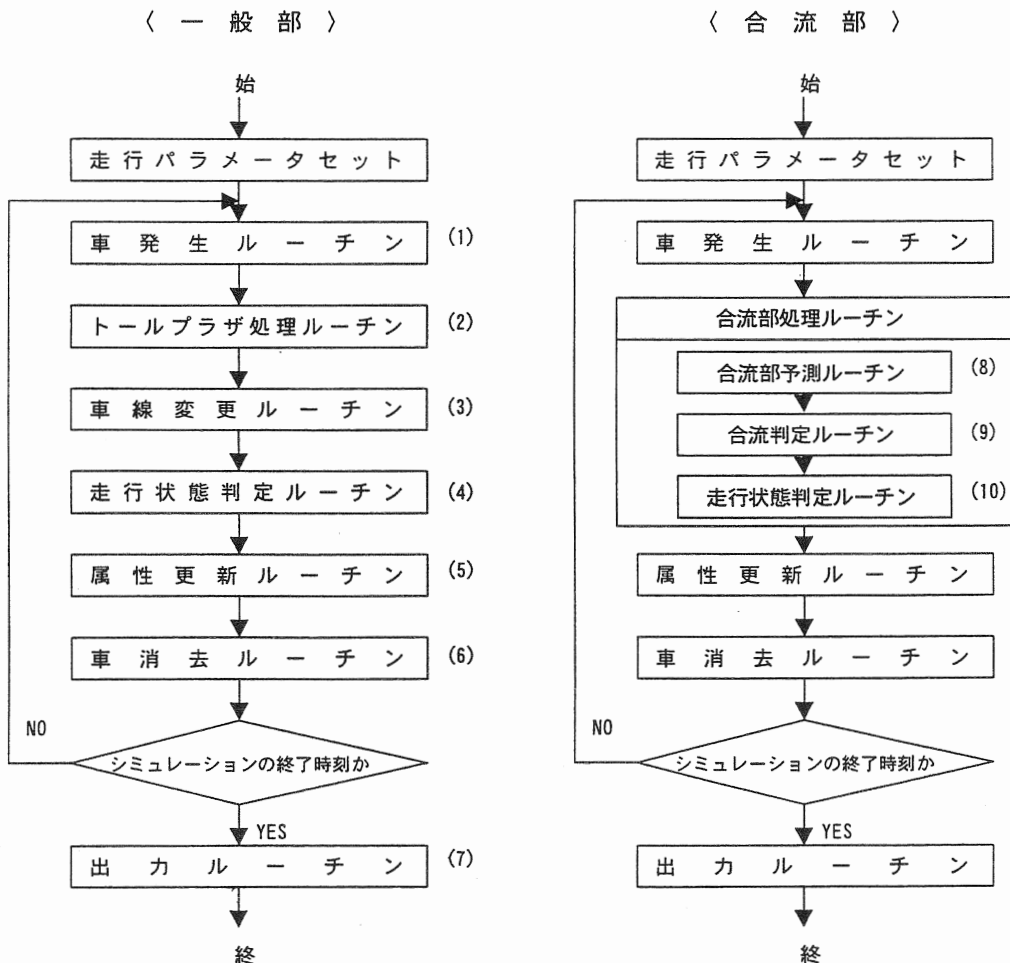 〈 一 般 部 〉
始
走行パラメータセット
車発生ルーチン (1)
トールプラザ処理ルーチン (2)
車線変更ルーチン (3)
走行状態判定ルーチン (4)
属性更新ルーチン (5)
車消去ルーチン (6)
NO
シミュレーションの終了時刻か
YES
出力ルーチン (7)
終
〈 合 流 部 〉
始
走行パラメータセット
車発生ルーチン
合流部処理ルーチン
合流部予測ルーチン (8)
合流判定ルーチン (9)
走行状態判定ルーチン (10)
属性更新ルーチン
車消去ルーチン
NO
シミュレーションの終了時刻か
YES
出力ルーチン
終